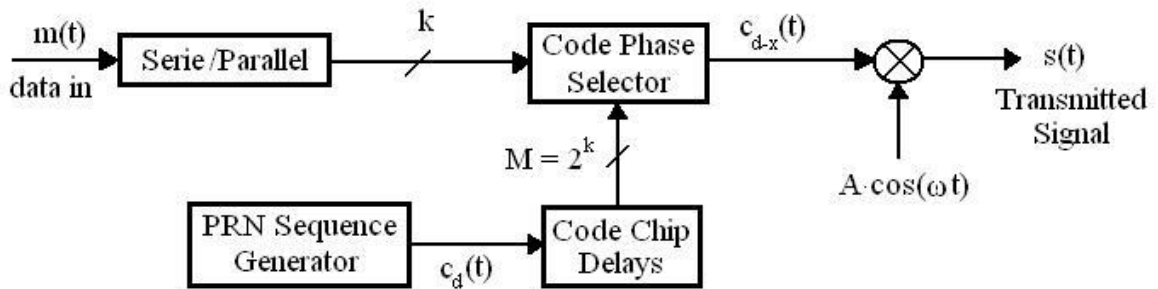 m(t)
data in
Serie/Parallel
k
Code Phase
Selector
c_{d-x}(t)
s(t)
Transmitted
Signal
A·cos(ωt)
M = 2^k
PRN Sequence
Generator
c_d(t)
Code Chip
Delays